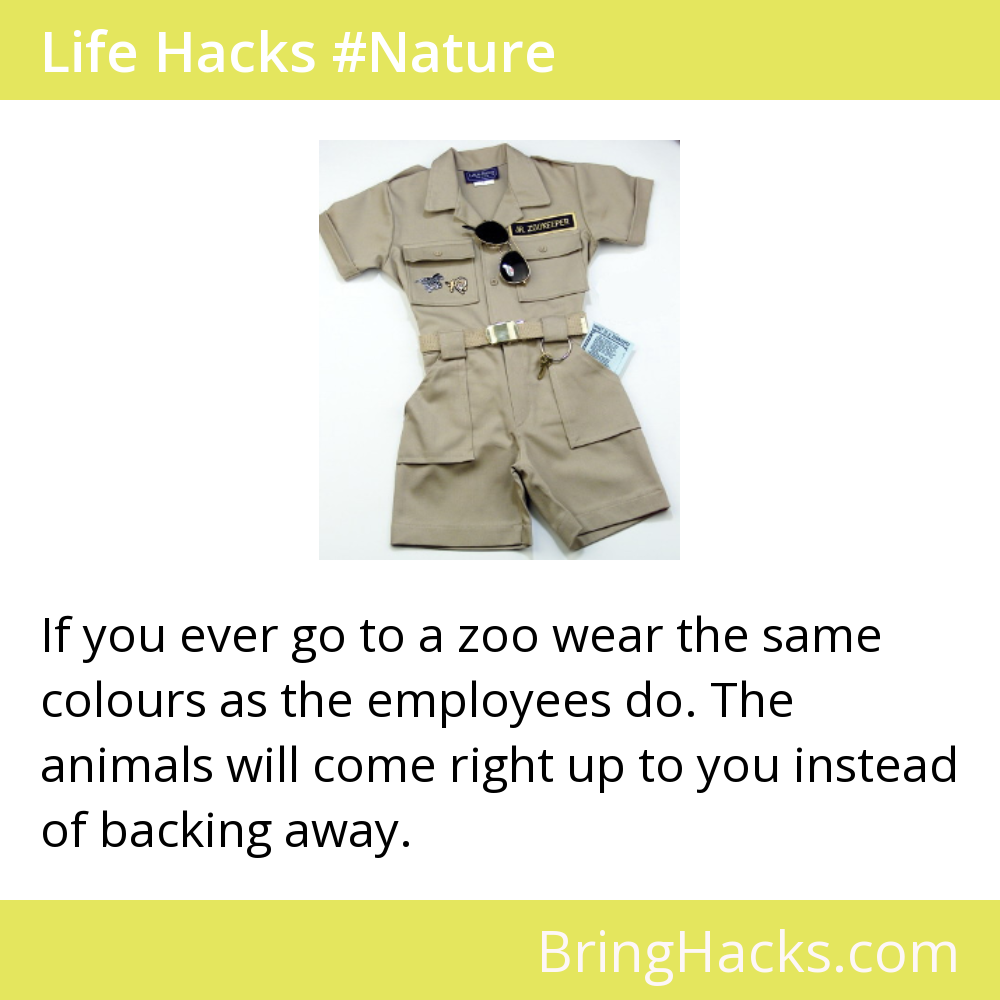 Life Hacks #Nature
JR. ZOOKEEPER
If you ever go to a zoo wear the same
colours as the employees do. The
animals will come right up to you instead
of backing away.
BringHacks.com